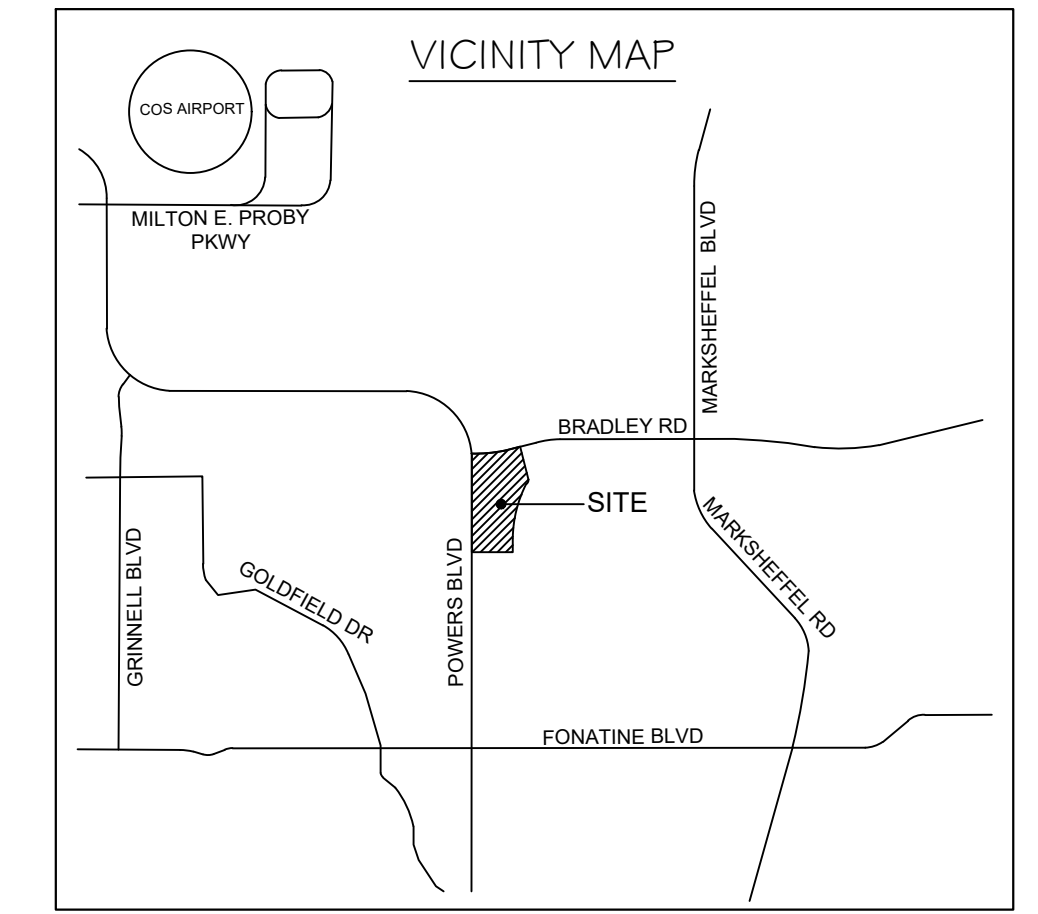 VICINITY MAP
COS AIRPORT
MILTON E. PROBY
PKWY
MARKSHEFFEL BLVD
BRADLEY RD
SITE
MARKSHEFFEL RD
GRINNELL BLVD
GOLDFIELD DR
POWERS BLVD
FONATINE BLVD